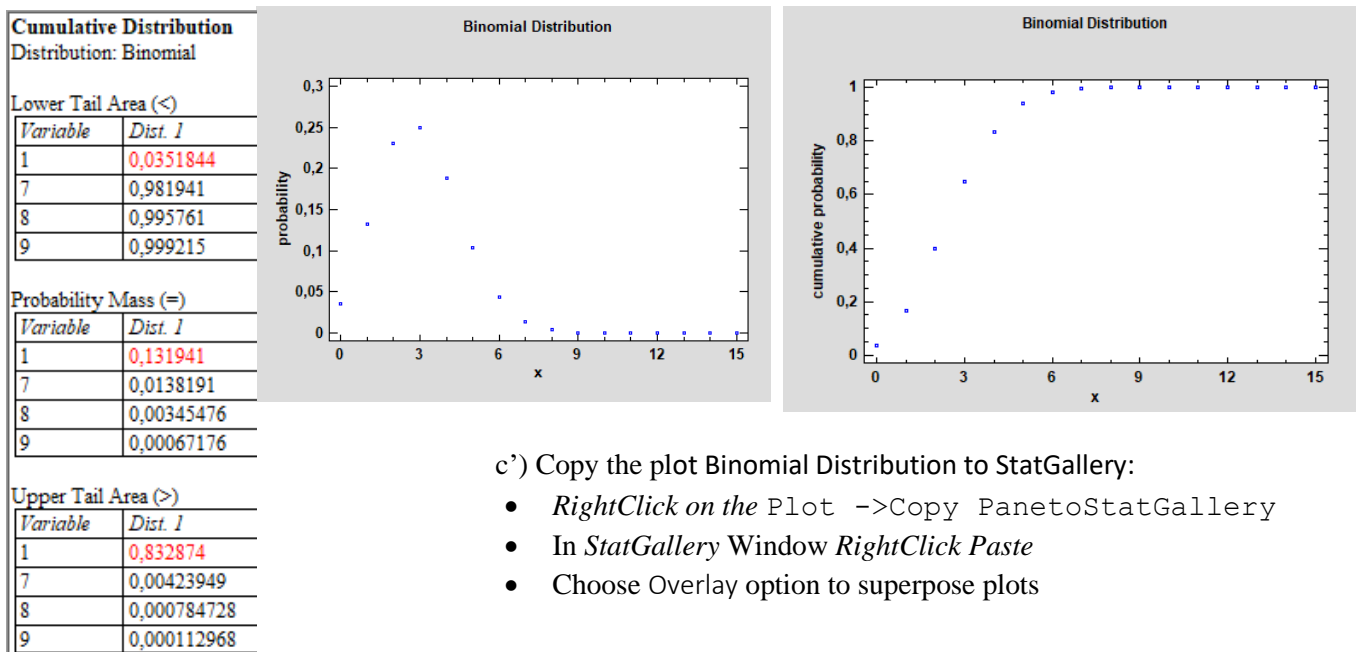 Cumulative Distribution
Distribution: Binomial
Lower Tail Area (<)
Variable Dist. 1
1 0,0351844
7 0,981941
8 0,995761
9 0,999215
Probability Mass (=)
Variable Dist. 1
1 0,131941
7 0,0138191
8 0,00345476
9 0,00067176
Upper Tail Area (>)
Variable Dist. 1
1 0,832874
7 0,00423949
8 0,000784728
9 0,000112968
Binomial Distribution
0,3
0,25
0,2
0,15
0,1
0,05
0
probability
0 3 6 9 12 15
x
Binomial Distribution
1
0,8
0,6
0,4
0,2
0
cumulative probability
0 3 6 9 12 15
x
c’) Copy the plot Binomial Distribution to StatGallery:
• RightClick on the Plot ->Copy PanetoStatGallery
• In StatGallery Window RightClick Paste
• Choose Overlay option to superpose plots